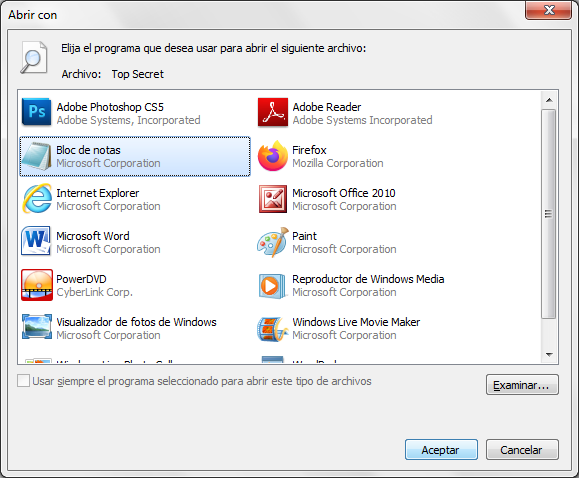 Abrir con
Elija el programa que desea usar para abrir el siguiente archivo:
Archivo: Top Secret
Ps
Adobe Photoshop CS5
Adobe Systems, Incorporated
Adobe Reader
Adobe Systems Incorporated
Bloc de notas
Microsoft Corporation
Firefox
Mozilla Corporation
Internet Explorer
Microsoft Corporation
Microsoft Office 2010
Microsoft Corporation
Microsoft Word
Microsoft Corporation
Paint
Microsoft Corporation
PowerDVD
CyberLink Corp.
Reproductor de Windows Media
Microsoft Corporation
Visualizador de fotos de Windows
Microsoft Corporation
Windows Live Movie Maker
Microsoft Corporation
Usar siempre el programa seleccionado para abrir este tipo de archivos
Examinar...
Aceptar
Cancelar